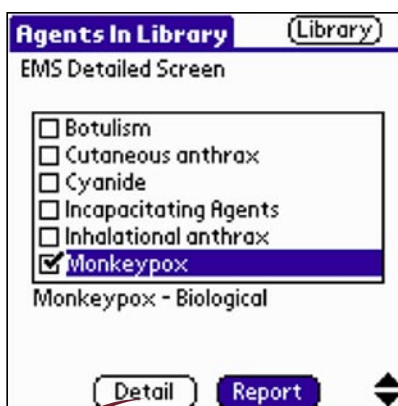 Agents In Library (Library)
EMS Detailed Screen
Botulism
Cutaneous anthrax
Cyanide
Incapacitating Agents
Inhalational anthrax
Monkeypox
Monkeypox - Biological
Detail Report